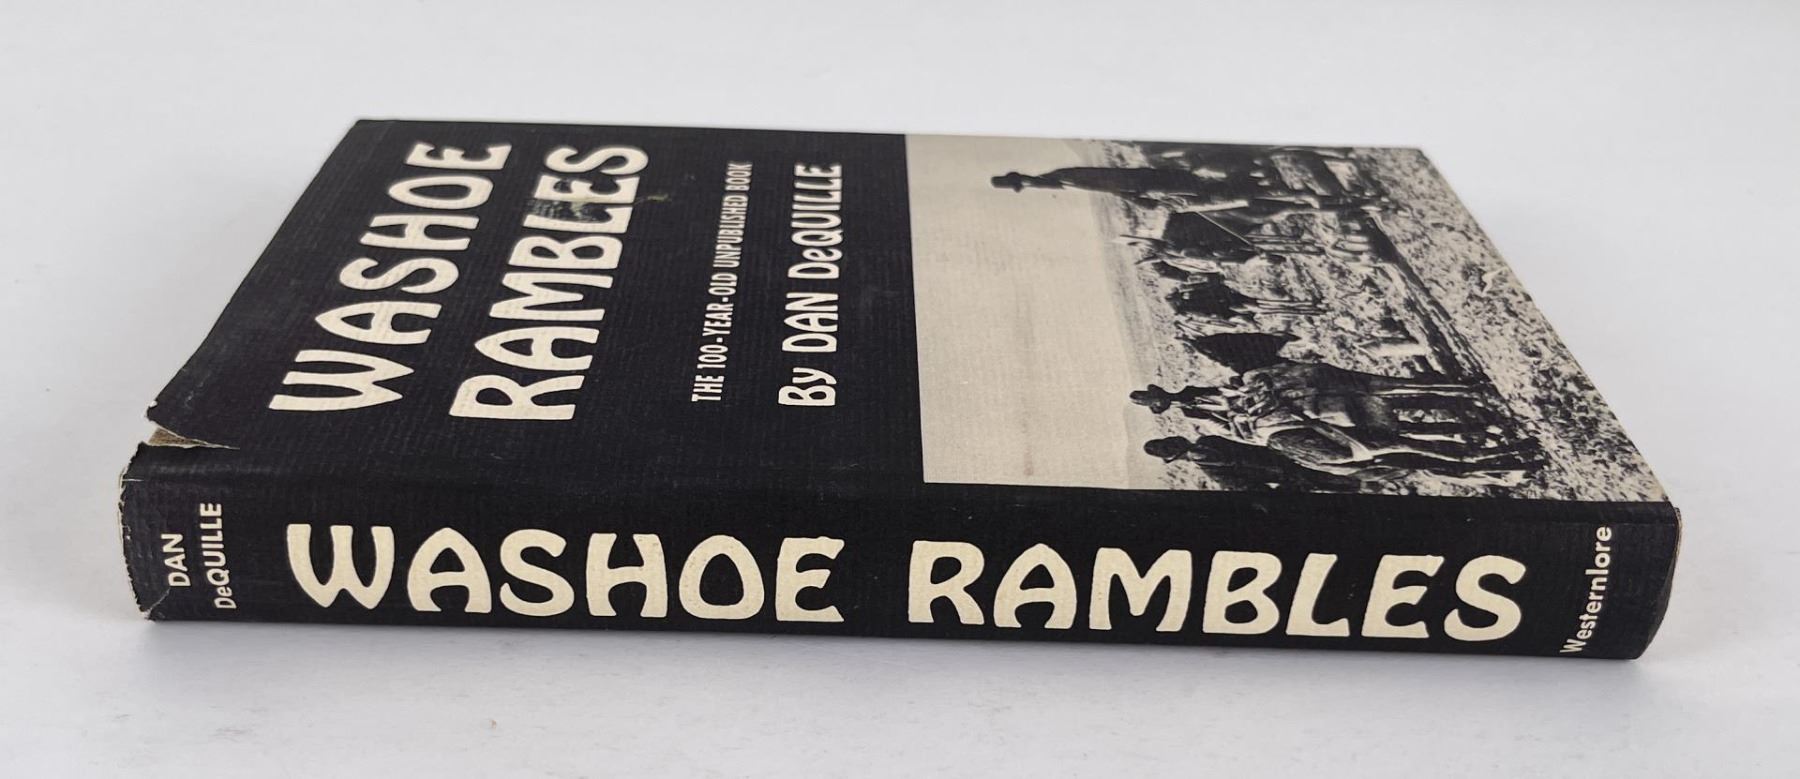 WASHOE
RAMBLES
THE 100-YEAR-OLD UNPUBLISHED BOOK
By DAN DeQUILLE
DAN
DeQUILLE
WASHOE RAMBLES
Westernlore